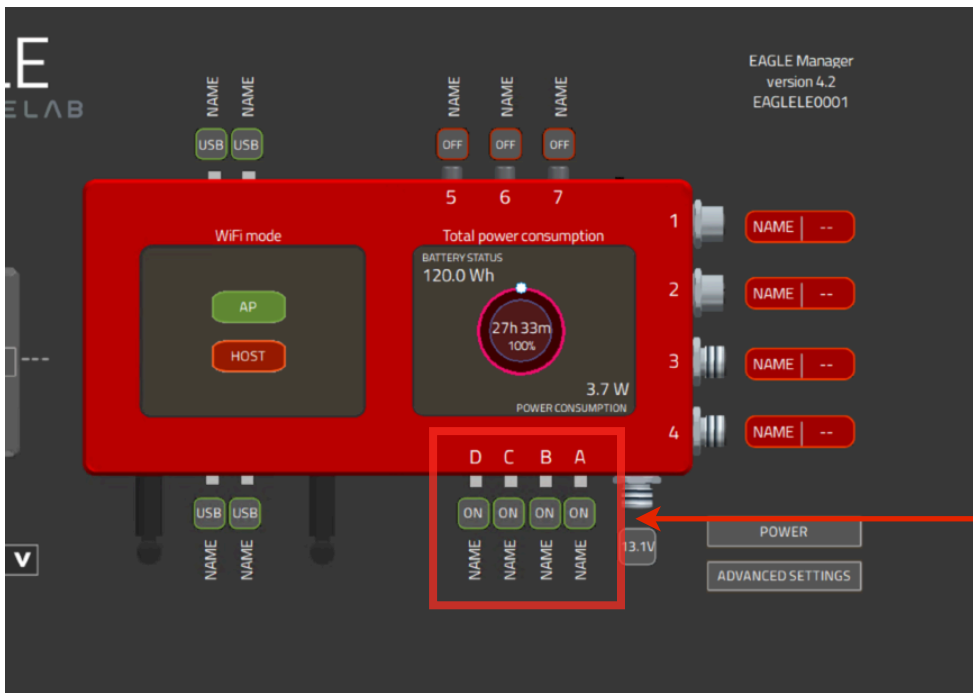 LE
ELAB
EAGLE Manager
version 4.2
EAGLELE0001
NAME NAME
USB USB
NAME NAME NAME
OFF OFF OFF
5 6 7
WiFi mode
AP
HOST
Total power consumption
BATTERY STATUS
120.0 Wh
27h 33m
100%
3.7 W
POWER CONSUMPTION
1 NAME --
2 NAME --
3 NAME --
4 NAME --
---
D C B A
USB USB
NAME NAME
ON ON ON ON
NAME NAME NAME NAME
13.1V
V
POWER
ADVANCED SETTINGS